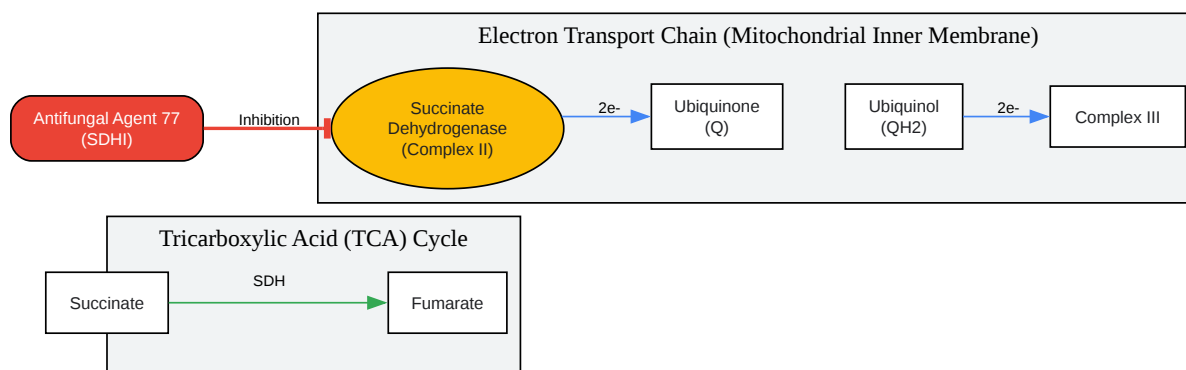 Electron Transport Chain (Mitochondrial Inner Membrane)
Antifungal Agent 77
(SDHI)
Inhibition
Succinate
Dehydrogenase
(Complex II)
2e-
Ubiquinone
(Q)
Ubiquinol
(QH2)
2e-
Complex III
Tricarboxylic Acid (TCA) Cycle
Succinate
SDH
Fumarate